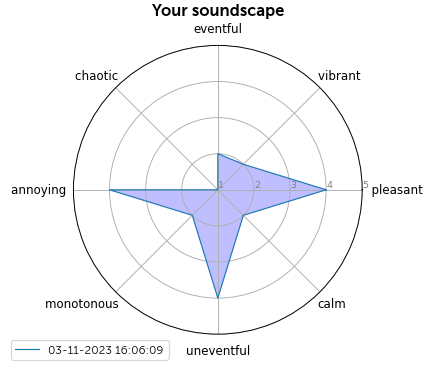 Your soundscape
eventful
chaotic
vibrant
annoying
1 2 3 4 5
pleasant
monotonous
calm
uneventful
03-11-2023 16:06:09